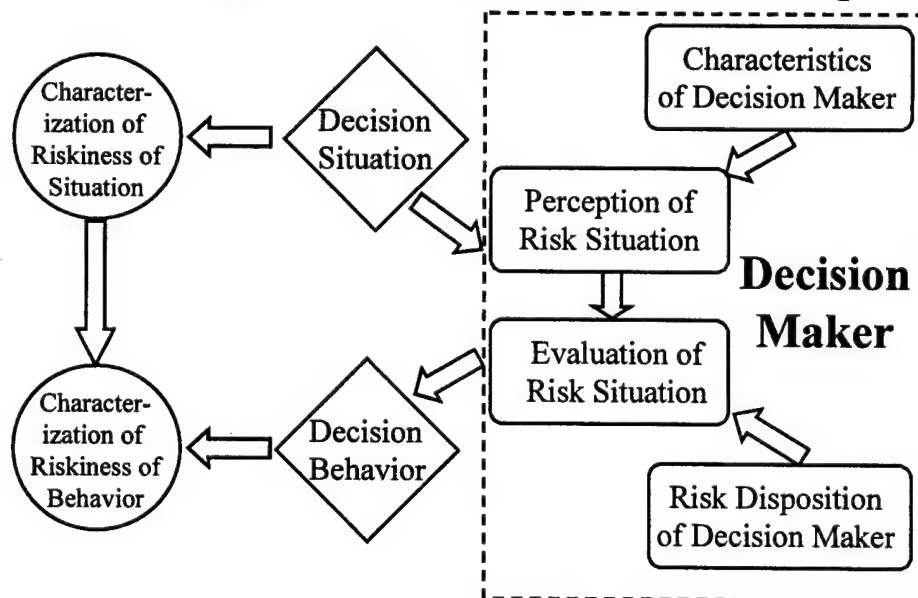 Character-
ization of
Riskiness of
Situation
Decision
Situation
Characteristics
of Decision Maker
Perception of
Risk Situation
Decision
Maker
Evaluation of
Risk Situation
Character-
ization of
Riskiness of
Behavior
Decision
Behavior
Risk Disposition
of Decision Maker